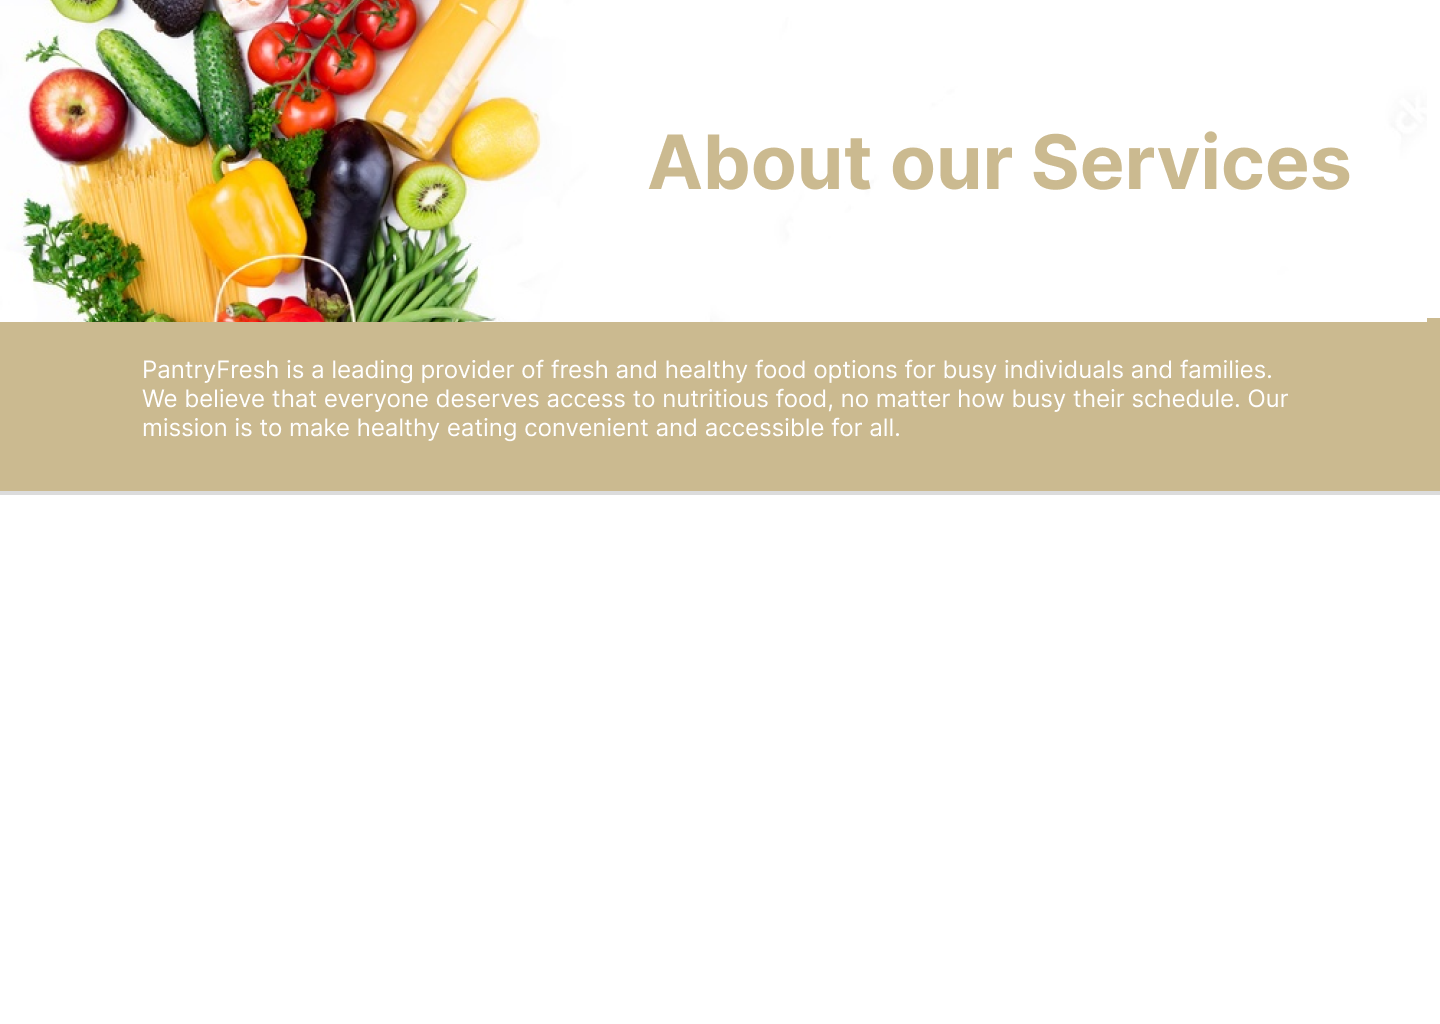 About our Services
PantryFresh is a leading provider of fresh and healthy food options for busy individuals and families.
We believe that everyone deserves access to nutritious food, no matter how busy their schedule. Our
mission is to make healthy eating convenient and accessible for all.